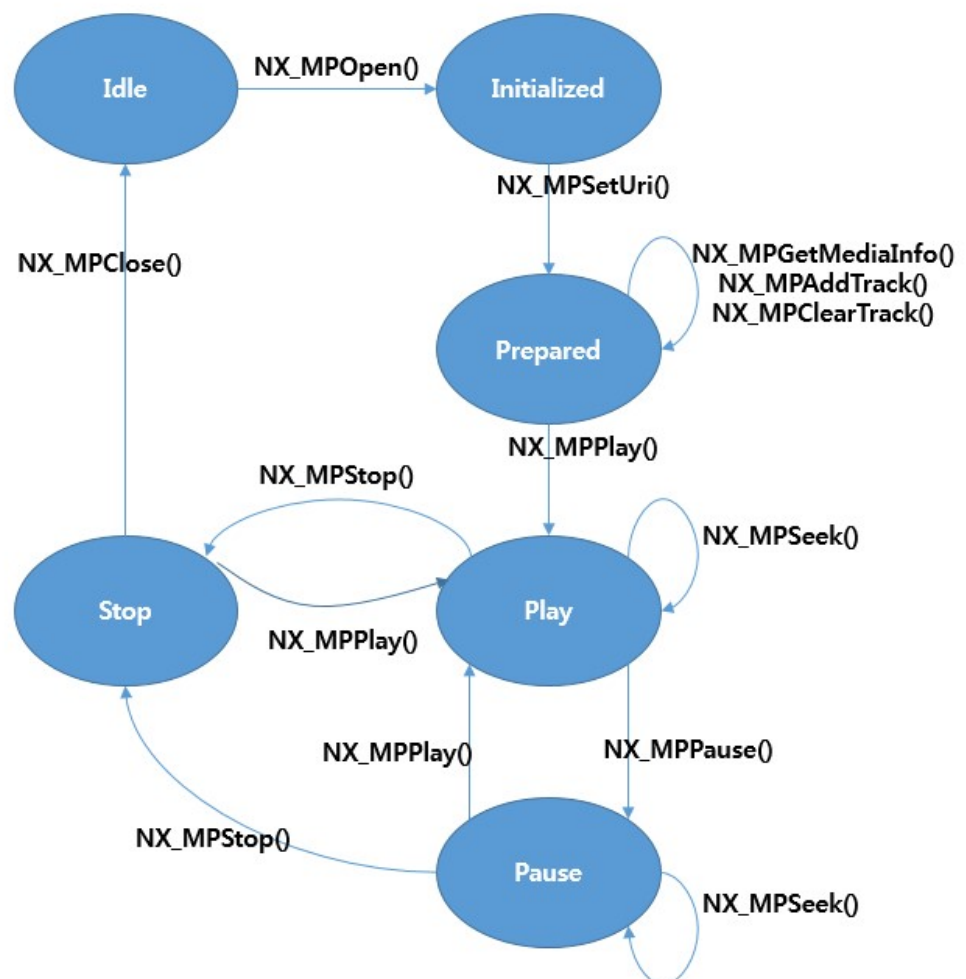 Idle
NX_MPOpen()
Initialized
NX_MPSetUri()
NX_MPClose()
NX_MPGetMediaInfo()
NX_MPAddTrack()
NX_MPClearTrack()
Prepared
NX_MPPlay()
NX_MPStop()
NX_MPSeek()
Stop
Play
NX_MPPlay()
NX_MPPlay()
NX_MPPause()
NX_MPStop()
Pause
NX_MPSeek()